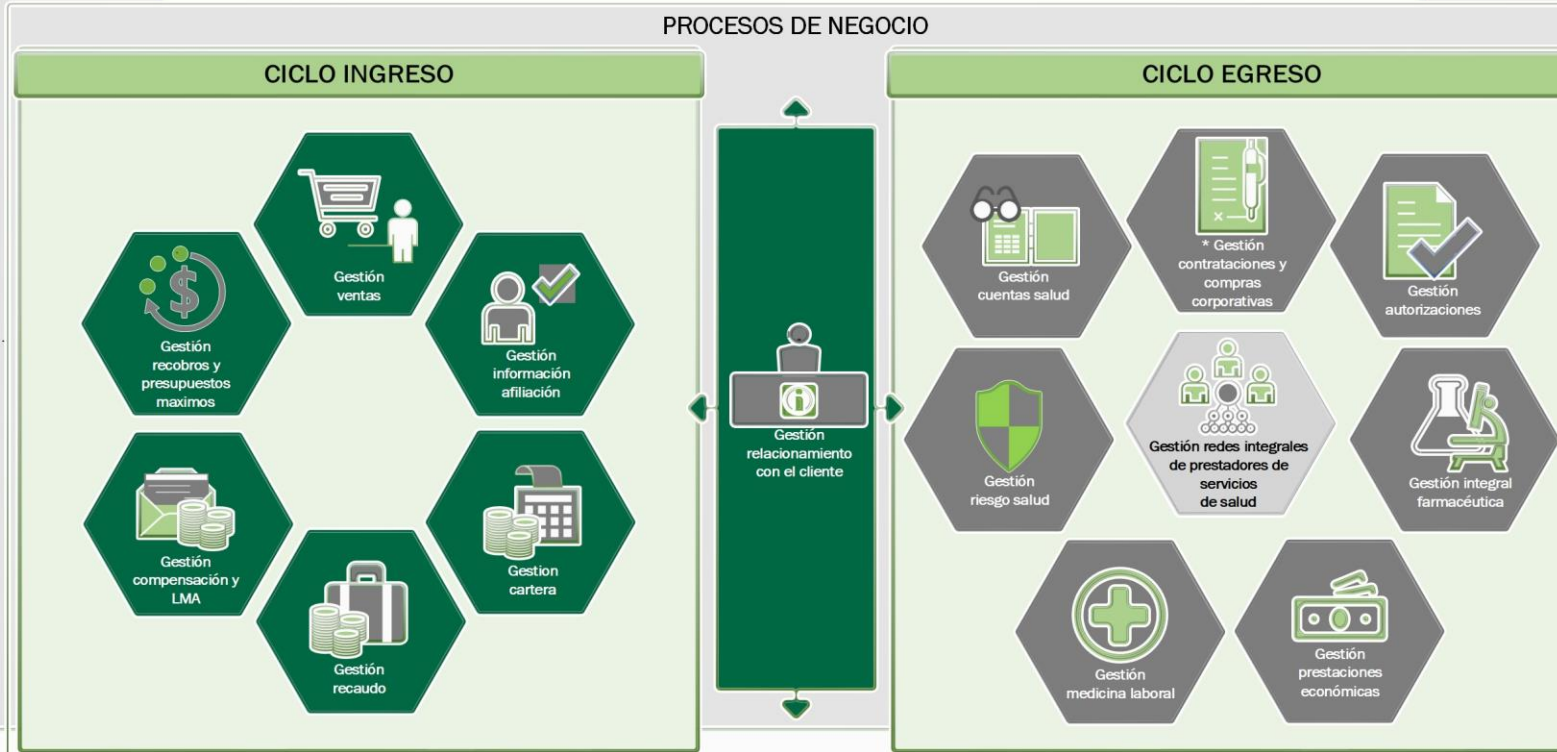 PROCESOS DE NEGOCIO
CICLO INGRESO
Gestión
ventas
Gestión
información
afiliación
Gestion
cartera
Gestión
recaudo
Gestión
compensación y
LMA
Gestión
recobros y
presupuestos
maximos
Gestión
relacionamiento
con el cliente
CICLO EGRESO
Gestión
cuentas salud
* Gestión
contrataciones y
compras
corporativas
Gestión
autorizaciones
Gestión
riesgo salud
Gestión redes integrales
de prestadores de
servicios
de salud
Gestión integral
farmacéutica
Gestión
medicina laboral
Gestión
prestaciones
económicas